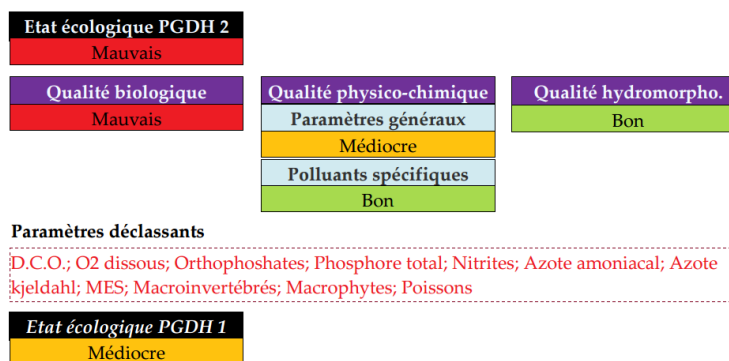 Etat écologique PGDH 2
Mauvais
Qualité biologique
Mauvais
Qualité physico-chimique
Paramètres généraux
Médiocre
Polluants spécifiques
Bon
Qualité hydromorpho.
Bon
Paramètres déclassants
D.C.O.; O2 dissous; Orthophoshates; Phosphore total; Nitrites; Azote amoniacal; Azote
kjeldahl; MES; Macroinvertébrés; Macrophytes; Poissons
Etat écologique PGDH 1
Médiocre